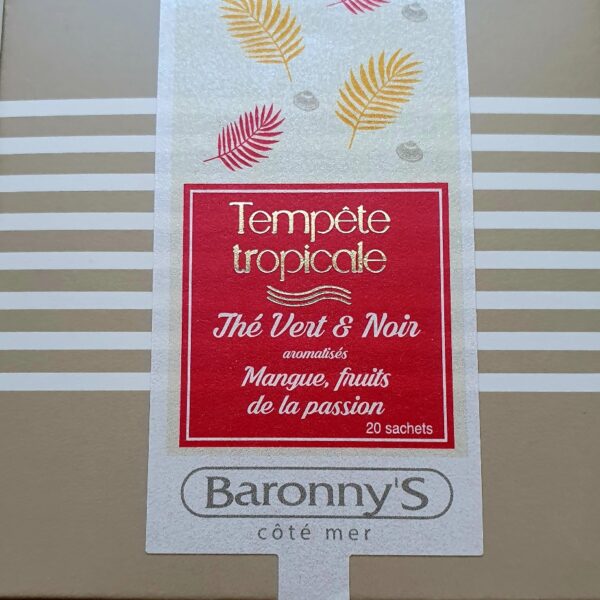 Tempête
tropicale
Thé Vert & Noir
aromatisés
Mangue, fruits
de la passion
20 sachets
Baronny'S
côté mer